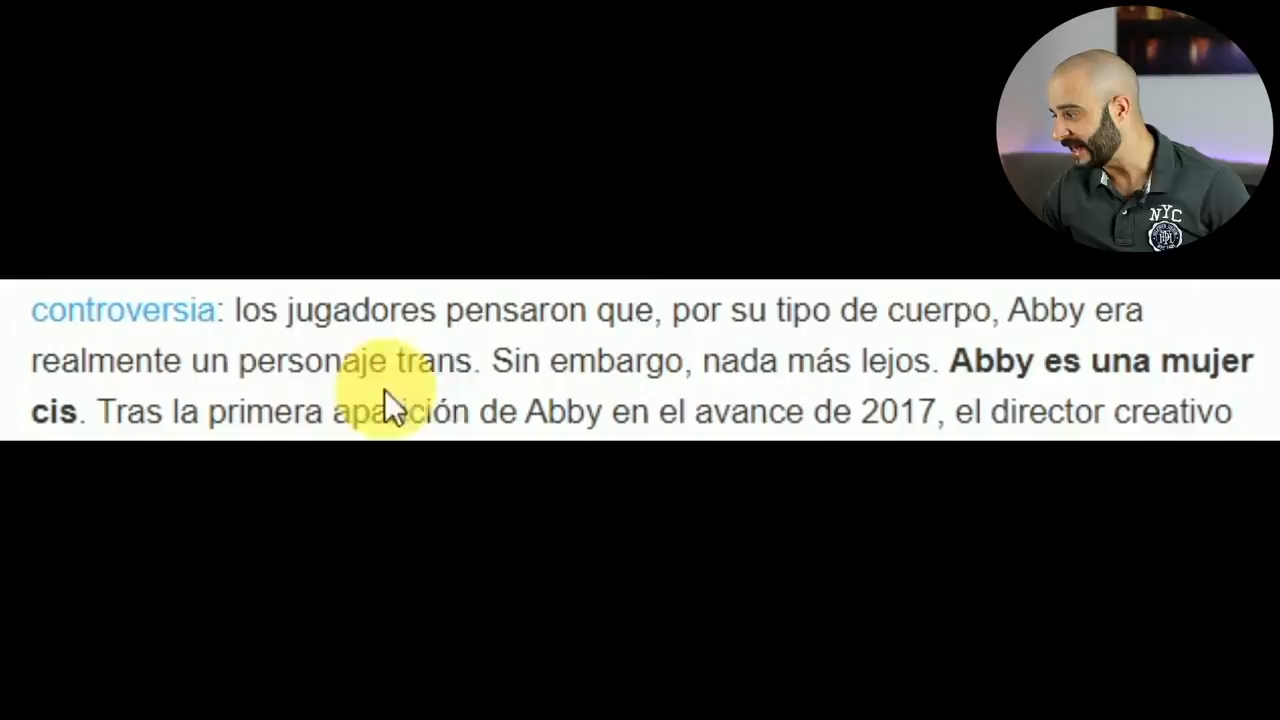 NYC
controversia: los jugadores pensaron que, por su tipo de cuerpo, Abby era
realmente un personaje trans. Sin embargo, nada más lejos. Abby es una mujer
cis. Tras la primera aparición de Abby en el avance de 2017, el director creativo